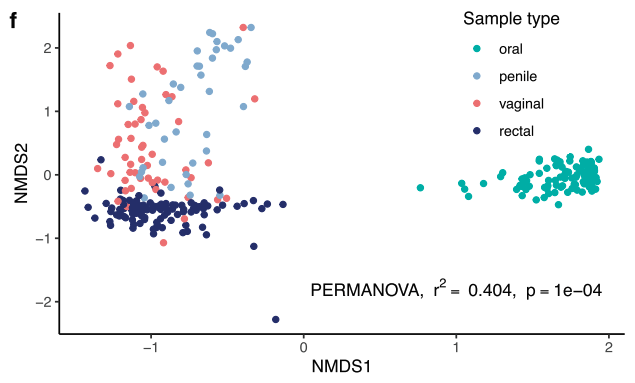 f
Sample type
oral
penile
vaginal
rectal
NMDS2
2
1
0
−1
−2
PERMANOVA, r² = 0.404, p = 1e−04
−1
0
1
2
NMDS1